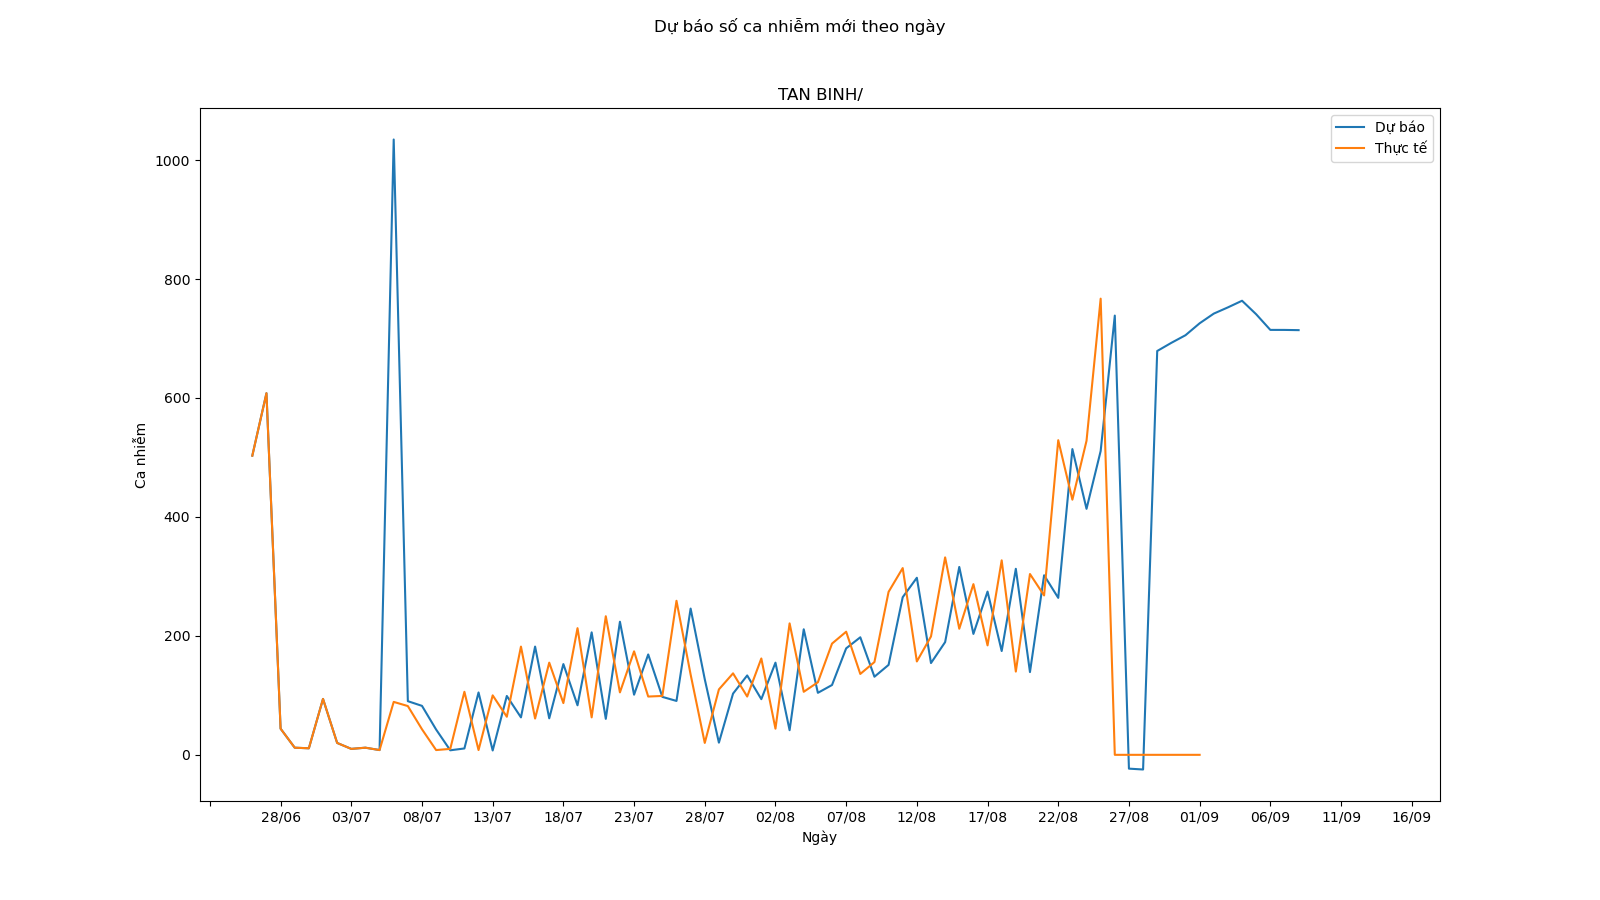 Dự báo số ca nhiễm mới theo ngày
TAN BINH/
Dự báo
Thực tế
1000
800
600
400
200
0
Ca nhiễm
28/06 03/07 08/07 13/07 18/07 23/07 28/07 02/08 07/08 12/08 17/08 22/08 27/08 01/09 06/09 11/09 16/09
Ngày